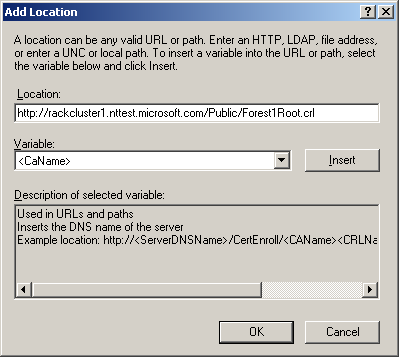 Add Location
A location can be any valid URL or path. Enter an HTTP, LDAP, file address,
or enter a UNC or local path. To insert a variable into the URL or path, select
the variable below and click Insert.
Location:
http://rackcluster1.nttest.microsoft.com/Public/Forest1Root.crl
Variable:
<CaName>
Insert
Description of selected variable:
Used in URLs and paths
Inserts the DNS name of the server
Example location: http://<ServerDNSName>/CertEnroll/<CAName><CRLNa
OK
Cancel